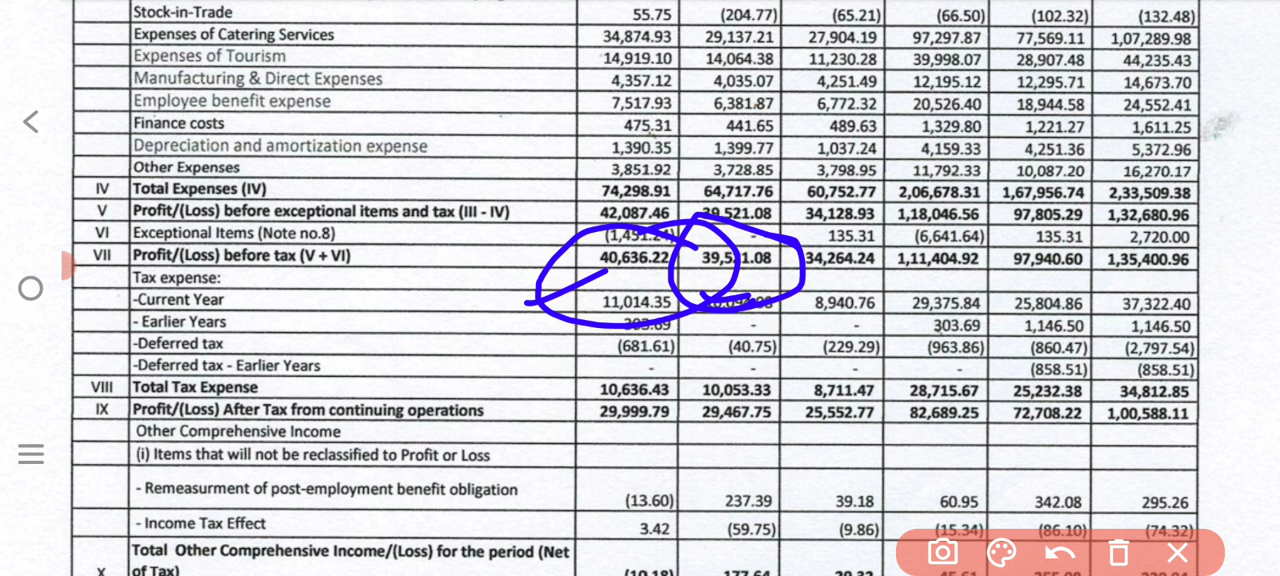 Stock-in-Trade 55.75 (204.77) (65.21) (66.50) (102.32) (132.48)
Expenses of Catering Services 34,874.93 29,137.21 27,904.19 97,297.87 77,569.11 1,07,289.98
Expenses of Tourism 14,919.10 14,064.38 11,230.28 39,998.07 28,907.48 44,235.43
Manufacturing & Direct Expenses 4,357.12 4,035.07 4,251.49 12,195.12 12,295.71 14,673.70
Employee benefit expense 7,517.93 6,381.87 6,772.32 20,526.40 18,944.58 24,552.41
Finance costs 475.31 441.65 489.63 1,329.80 1,221.27 1,611.25
Depreciation and amortization expense 1,390.35 1,399.77 1,037.24 4,159.33 4,251.36 5,372.96
Other Expenses 3,851.92 3,728.85 3,798.95 11,792.33 10,087.20 16,270.17
IV Total Expenses (IV) 74,298.91 64,717.76 60,752.77 2,06,678.31 1,67,956.74 2,33,509.38
V Profit/(Loss) before exceptional items and tax (III - IV) 42,087.46 39,521.08 34,128.93 1,18,046.56 97,805.29 1,32,680.96
VI Exceptional Items (Note no.8) (1,451.24) - 135.31 (6,641.64) 135.31 2,720.00
VII Profit/(Loss) before tax (V + VI) 40,636.22 39,521.08 34,264.24 1,11,404.92 97,940.60 1,35,400.96
Tax expense:
-Current Year 11,014.35 8,940.76 29,375.84 25,804.86 37,322.40
- Earlier Years 303.69 - - 303.69 1,146.50 1,146.50
-Deferred tax (681.61) (40.75) (229.29) (963.86) (860.47) (2,797.54)
-Deferred tax - Earlier Years - - - - (858.51) (858.51)
VIII Total Tax Expense 10,636.43 10,053.33 8,711.47 28,715.67 25,232.38 34,812.85
IX Profit/(Loss) After Tax from continuing operations 29,999.79 29,467.75 25,552.77 82,689.25 72,708.22 1,00,588.11
Other Comprehensive Income
(i) Items that will not be reclassified to Profit or Loss
- Remeasurment of post-employment benefit obligation (13.60) 237.39 39.18 60.95 342.08 295.26
- Income Tax Effect 3.42 (59.75) (9.86) (15.34) (86.10) (74.32)
Total Other Comprehensive Income/(Loss) for the period (Net
X of Tax) (10.18) 177.64